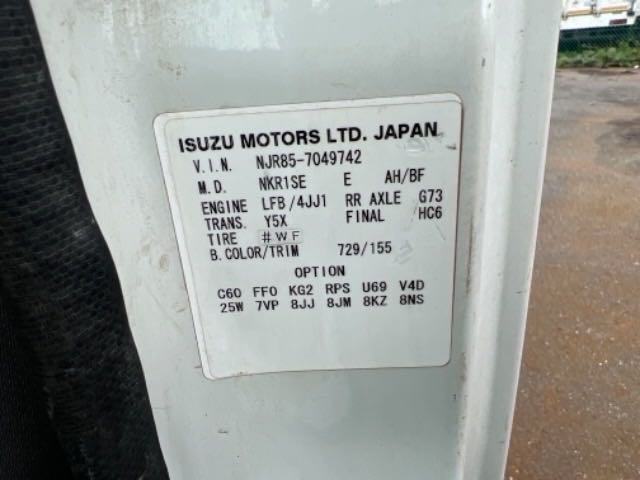 ISUZU MOTORS LTD. JAPAN
V.I.N. NJR85-7049742
M.D. NKR1SE E AH/BF
ENGINE LFB/4JJ1 RR AXLE G73
TRANS. Y5X FINAL /HC6
TIRE #WF
B.COLOR/TRIM 729/155
OPTION
C60 FF0 KG2 RPS U69 V4D
25W 7VP 8JJ 8JM 8KZ 8NS